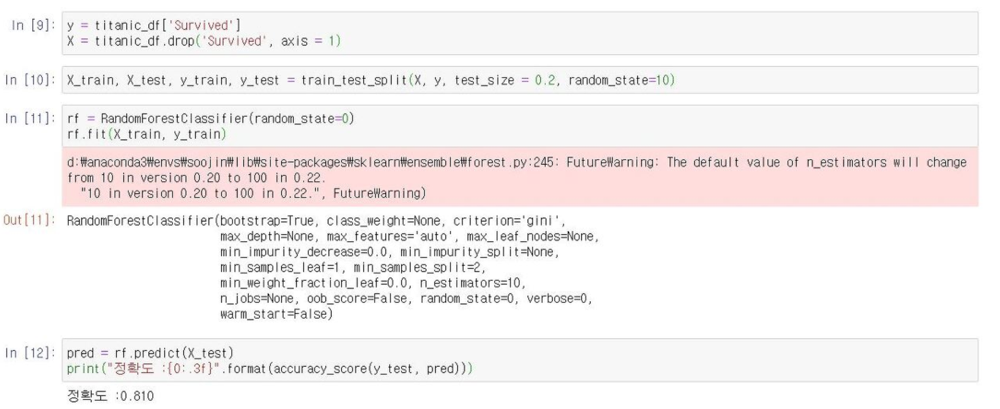 In [9]: y = titanic_df['Survived']
X = titanic_df.drop('Survived', axis = 1)
In [10]: X_train, X_test, y_train, y_test = train_test_split(X, y, test_size = 0.2, random_state=10)
In [11]: rf = RandomForestClassifier(random_state=0)
rf.fit(X_train, y_train)
d:₩anaconda3₩envs₩soojin₩lib₩site-packages₩sklearn₩ensemble₩forest.py:245: FutureWarning: The default value of n_estimators will change
from 10 in version 0.20 to 100 in 0.22.
"10 in version 0.20 to 100 in 0.22.", FutureWarning)
Out[11]: RandomForestClassifier(bootstrap=True, class_weight=None, criterion='gini',
max_depth=None, max_features='auto', max_leaf_nodes=None,
min_impurity_decrease=0.0, min_impurity_split=None,
min_samples_leaf=1, min_samples_split=2,
min_weight_fraction_leaf=0.0, n_estimators=10,
n_jobs=None, oob_score=False, random_state=0, verbose=0,
warm_start=False)
In [12]: pred = rf.predict(X_test)
print("정확도 :{0:.3f}".format(accuracy_score(y_test, pred)))
정확도 :0.810